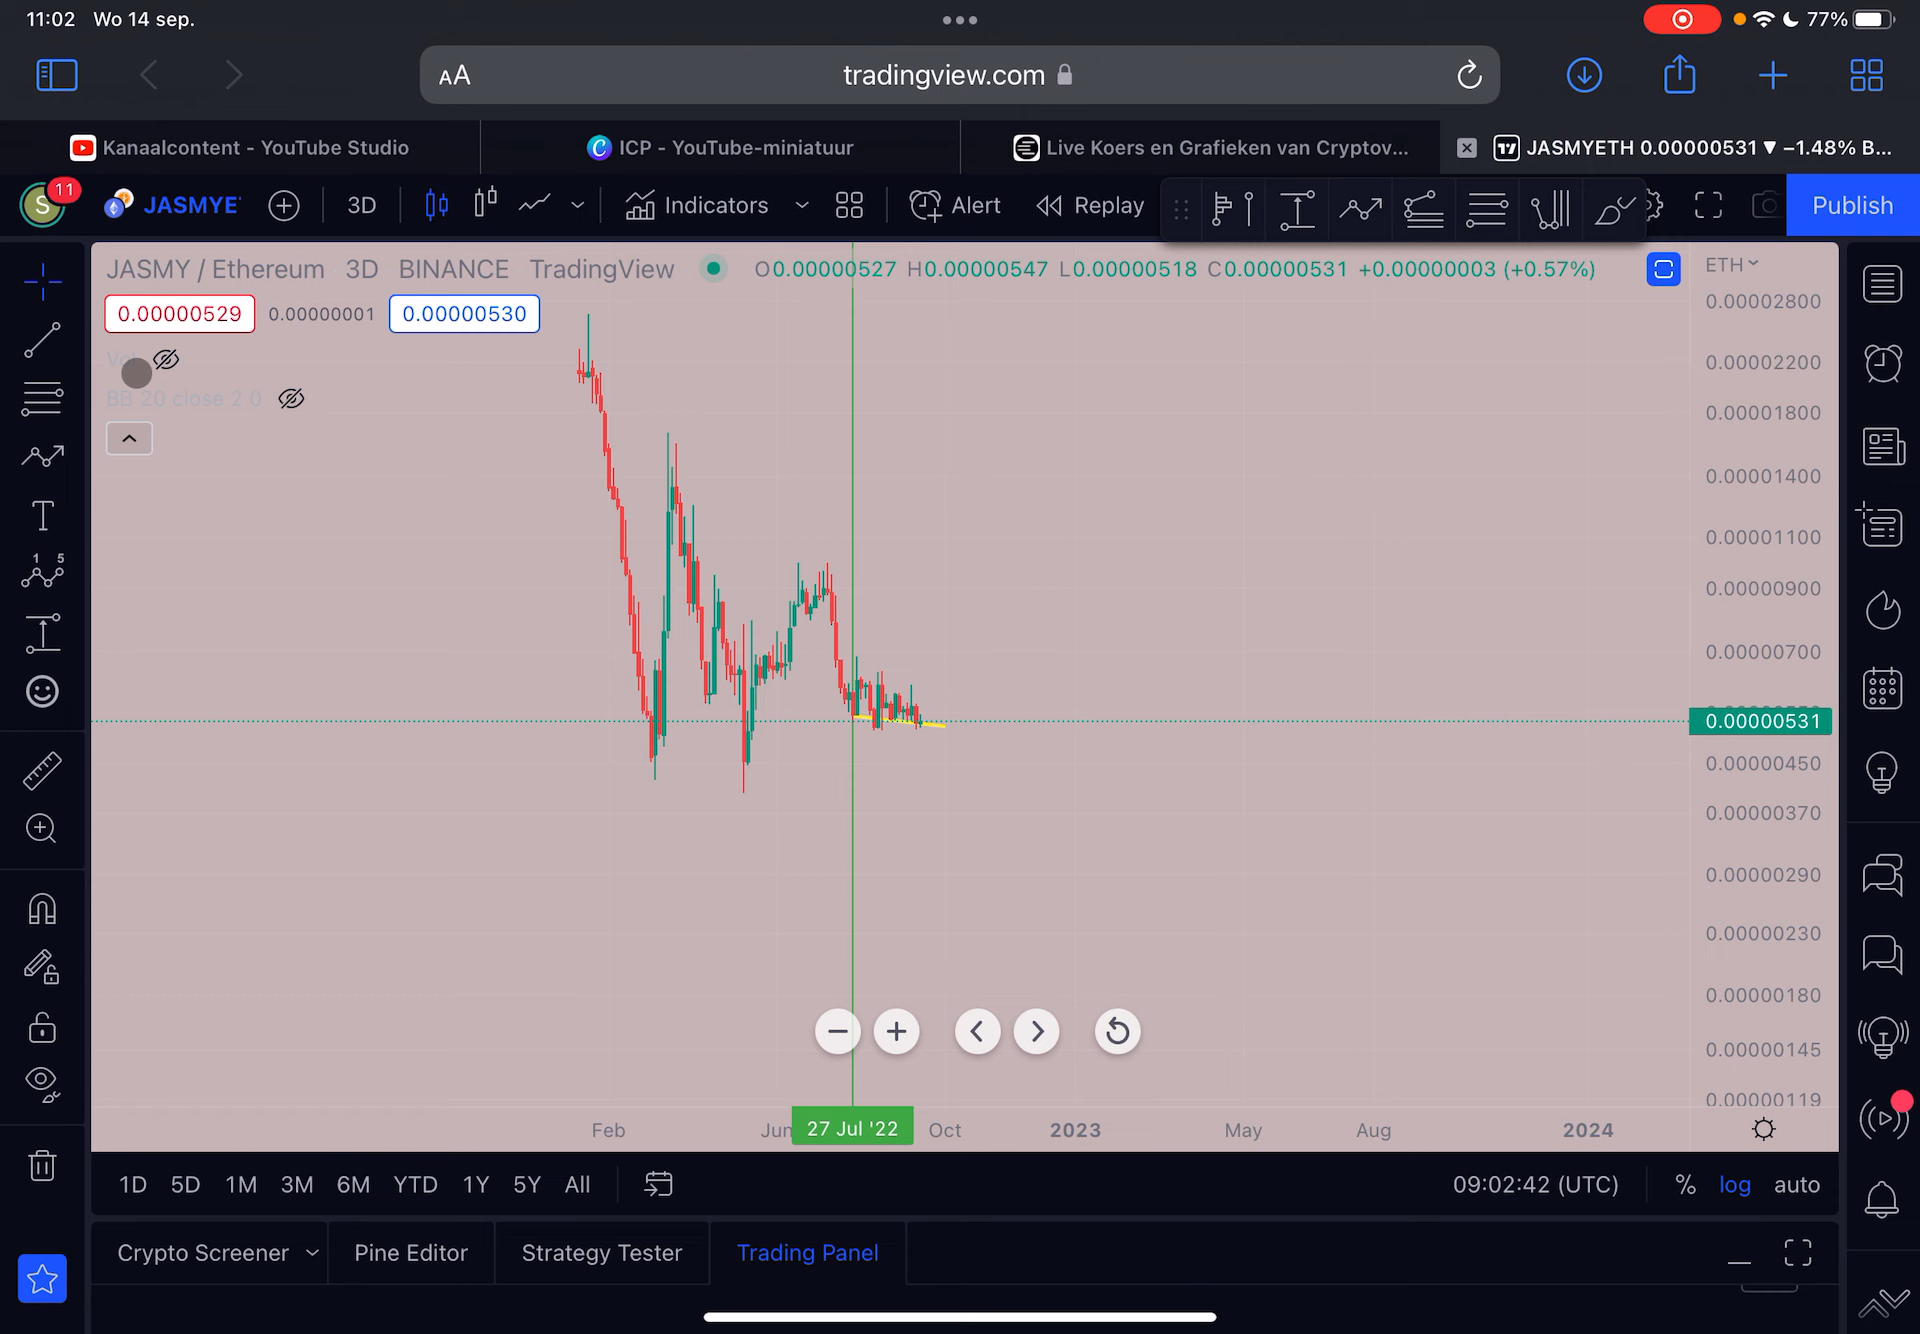 11:02 Wo 14 sep.
77%
AA tradingview.com
Kanaalcontent - YouTube Studio
ICP - YouTube-miniatuur
Live Koers en Grafieken van Cryptov...
JASMYETH 0.00000531 ▼ −1.48% B...
S 11 JASMYE 3D Indicators Alert Replay Publish
JASMY / Ethereum 3D BINANCE TradingView O0.00000527 H0.00000547 L0.00000518 C0.00000531 +0.00000003 (+0.57%)
ETH
0.00000529 0.00000001 0.00000530
BB 20 close 2 0
0.00002800
0.00002200
0.00001800
0.00001400
0.00001100
0.00000900
0.00000700
0.00000531
0.00000450
0.00000370
0.00000290
0.00000230
0.00000180
0.00000145
0.00000119
Feb Jun 27 Jul '22 Oct 2023 May Aug 2024
1D 5D 1M 3M 6M YTD 1Y 5Y All 09:02:42 (UTC) % log auto
Crypto Screener Pine Editor Strategy Tester Trading Panel